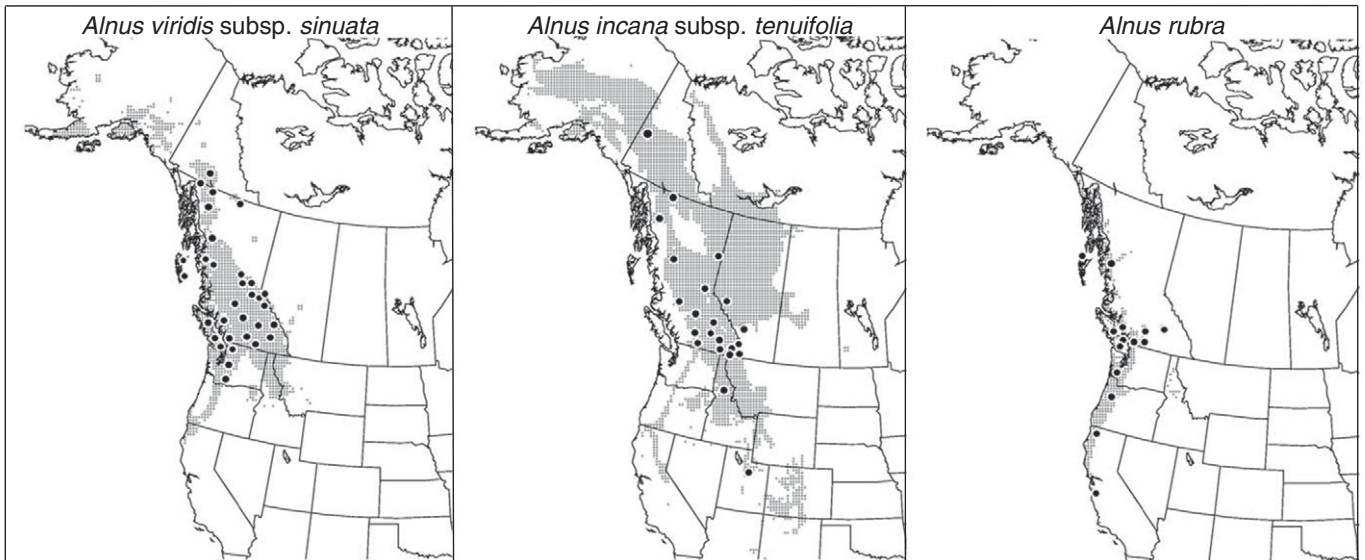 Alnus viridis subsp. sinuata
Alnus incana subsp. tenuifolia
Alnus rubra